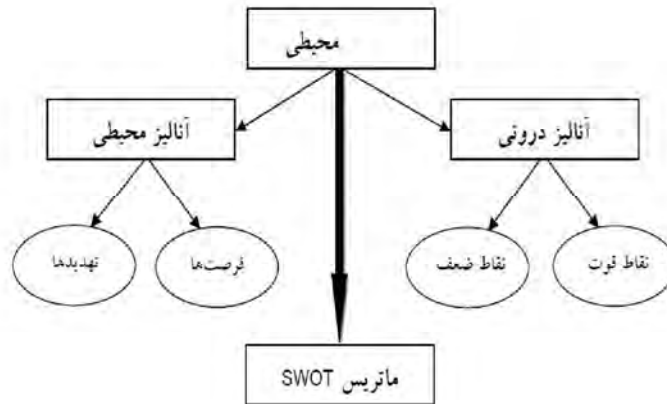 محیطی
آنالیز درونی
آنالیز محیطی
نقاط قوت
نقاط ضعف
فرصت‌ها
تهدیدها
ماتریس SWOT